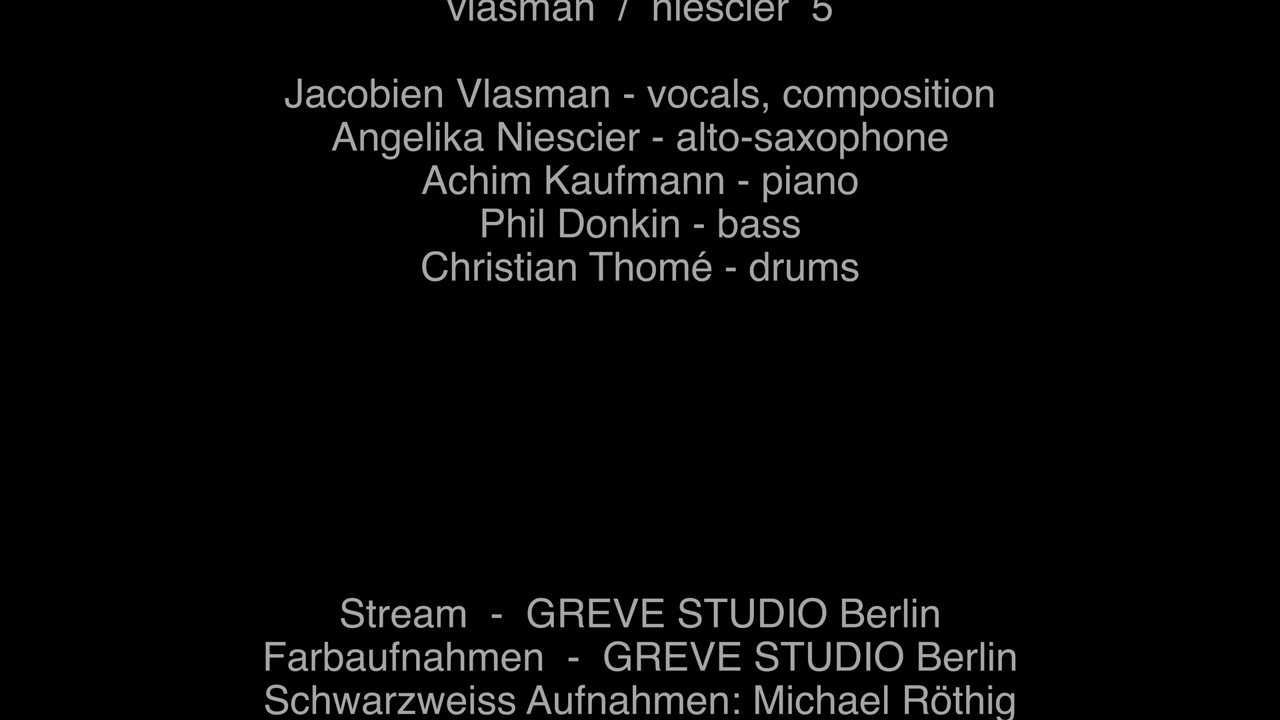 vlasman / niescier 5
Jacobien Vlasman - vocals, composition
Angelika Niescier - alto-saxophone
Achim Kaufmann - piano
Phil Donkin - bass
Christian Thomé - drums
Stream - GREVE STUDIO Berlin
Farbaufnahmen - GREVE STUDIO Berlin
Schwarzweiss Aufnahmen: Michael Röthig